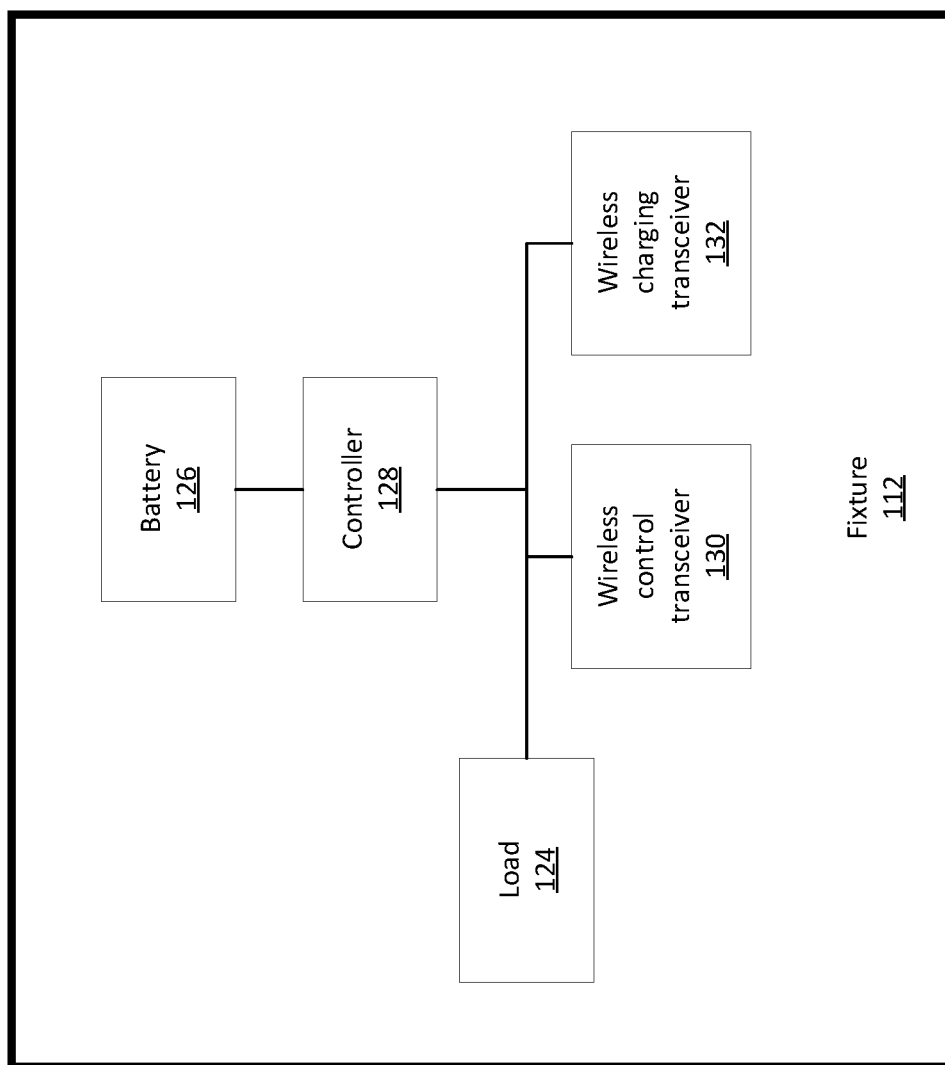 Battery
126
Controller
128
Wireless
charging
transceiver
132
Wireless
control
transceiver
130
Load
124
Fixture
112